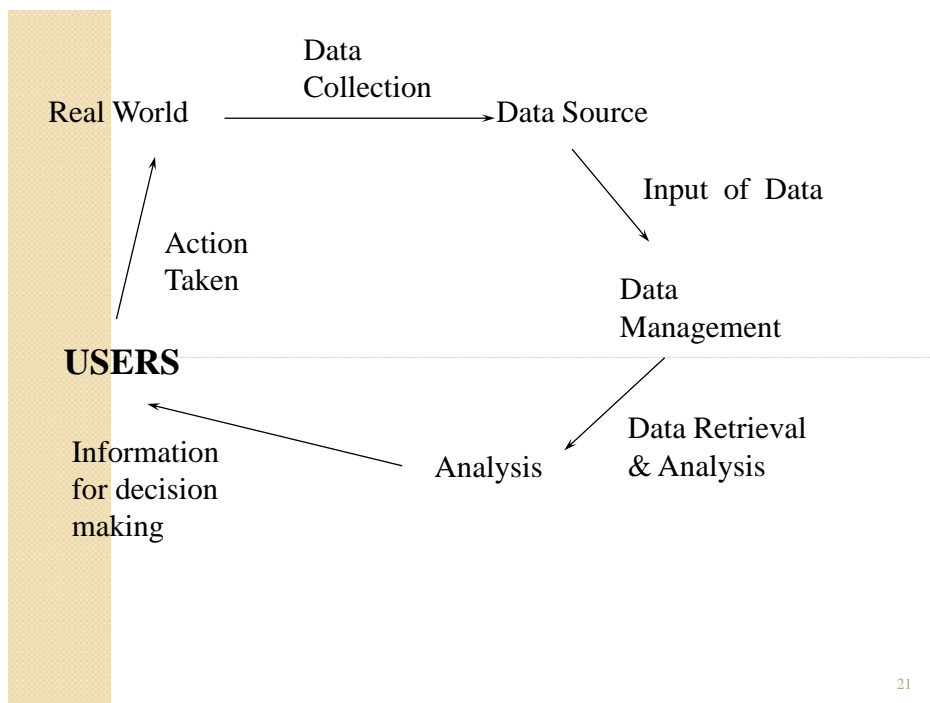 Data
Collection
Real World
Data Source
Input of Data
Action
Taken
Data
Management
USERS
Data Retrieval
& Analysis
Information
for decision
making
Analysis
21